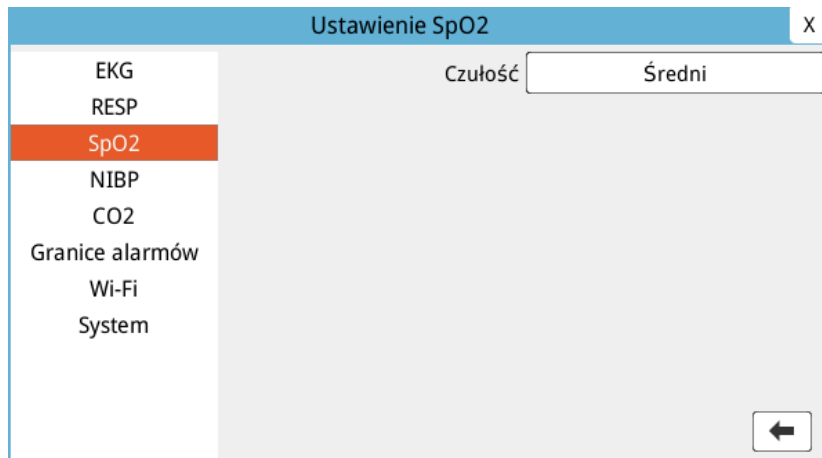 Ustawienie SpO2
X
EKG
Czułość Średni
RESP
SpO2
NIBP
CO2
Granice alarmów
Wi-Fi
System